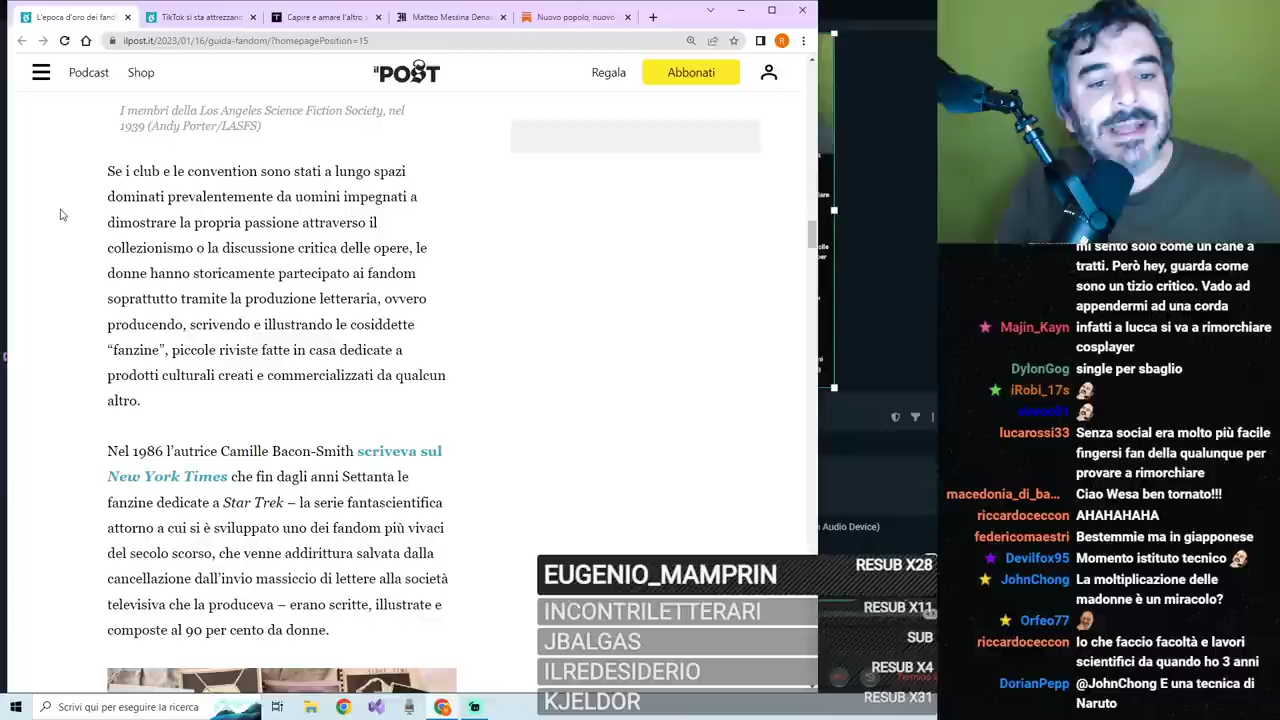 L'epoca d'oro dei fand
TikTok si sta attrezzando
Capire e amare l'altro
Matteo Messina Denaro
Nuovo popolo, nuovo
ilpost.it/2023/01/16/guida-fandom/?homepagePosition=15
R
Podcast
Shop
IL POST
Regala
Abbonati
I membri della Los Angeles Science Fiction Society, nel
1939 (Andy Porter/LASFS)
Se i club e le convention sono stati a lungo spazi
dominati prevalentemente da uomini impegnati a
dimostrare la propria passione attraverso il
collezionismo o la discussione critica delle opere, le
donne hanno storicamente partecipato ai fandom
soprattutto tramite la produzione letteraria, ovvero
producendo, scrivendo e illustrando le cosiddette
“fanzine”, piccole riviste fatte in casa dedicate a
prodotti culturali creati e commercializzati da qualcun
altro.
Nel 1986 l’autrice Camille Bacon-Smith scriveva sul
New York Times che fin dagli anni Settanta le
fanzine dedicate a Star Trek – la serie fantascientifica
attorno a cui si è sviluppato uno dei fandom più vivaci
del secolo scorso, che venne addirittura salvata dalla
cancellazione dall’invio massiccio di lettere alla società
televisiva che la produceva – erano scritte, illustrate e
composte al 90 per cento da donne.
Audio Device)
EUGENIO_MAMPRIN RESUB X28
INCONTRILETTERARI RESUB X11
JBALGAS SUB
ILREDESIDERIO RESUB X4
KJELDOR RESUB X31
mi sento solo come un cane a
tratti. Però hey, guarda come
sono un tizio critico. Vado ad
appendermi ad una corda
Majin_Kayn infatti a lucca si va a rimorchiare
cosplayer
DylonGog single per sbaglio
iRobi_17s
lucarossi33 Senza social era molto più facile
fingersi fan della qualunque per
provare a rimorchiare
macedonia_di_ba... Ciao Wesa ben tornato!!!
riccardoceccon AHAHAHAHA
federicomaestri Bestemmie ma in giapponese
Devilfox95 Momento istituto tecnico
JohnChong La moltiplicazione delle
madonne è un miracolo?
Orfeo77
riccardoceccon Io che faccio facoltà e lavori
scientifici da quando ho 3 anni
DorianPepp @JohnChong E una tecnica di
Naruto
Scrivi qui per eseguire la ricerca